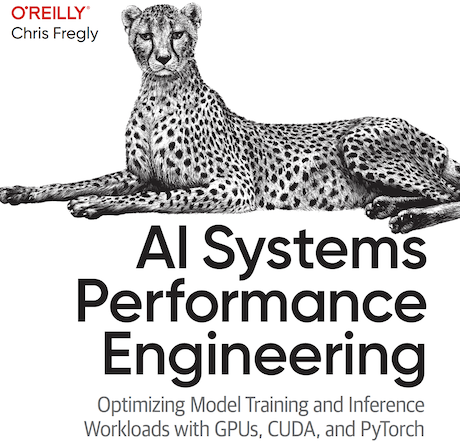 O'REILLY®
Chris Fregly
AI Systems
Performance
Engineering
Optimizing Model Training and Inference
Workloads with GPUs, CUDA, and PyTorch